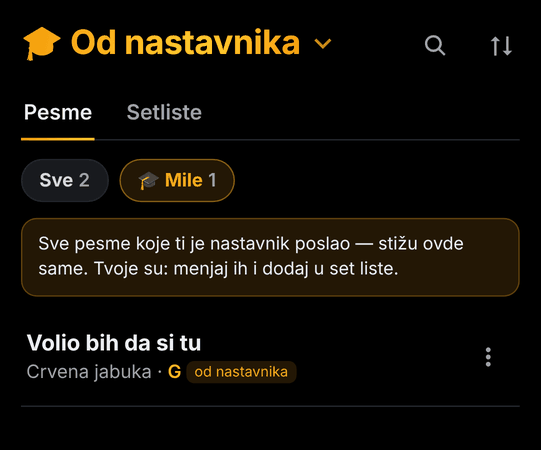 Od nastavnika
Pesme Setliste
Sve 2 Mile 1
Sve pesme koje ti je nastavnik poslao — stižu ovde
same. Tvoje su: menjaj ih i dodaj u set liste.
Volio bih da si tu
Crvena jabuka · G od nastavnika